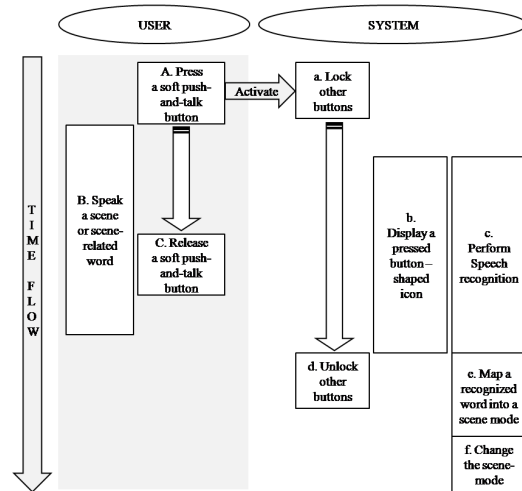 USER
SYSTEM
A. Press
a soft push-
and-talk
button
Activate
a. Lock
other
buttons
B. Speak
a scene
or scene-
related
word
C. Release
a soft push-
and-talk
button
b.
Display a
pressed
button–
shaped
icon
c.
Perform
Speech
recognition
d. Unlock
other
buttons
e. Map a
recognized
word into a
scene mode
f. Change
the scene-
mode
TIME FLOW